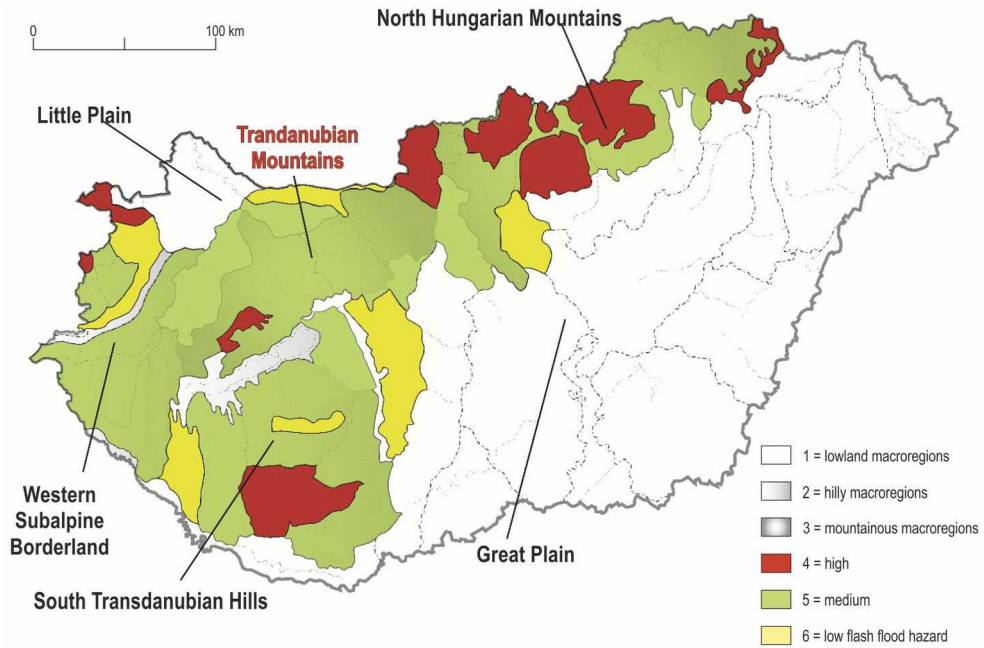 North Hungarian Mountains
0 100 km
Little Plain
Trandanubian
Mountains
Western
Subalpine
Borderland
South Transdanubian Hills
Great Plain
1 = lowland macroregions
2 = hilly macroregions
3 = mountainous macroregions
4 = high
5 = medium
6 = low flash flood hazard